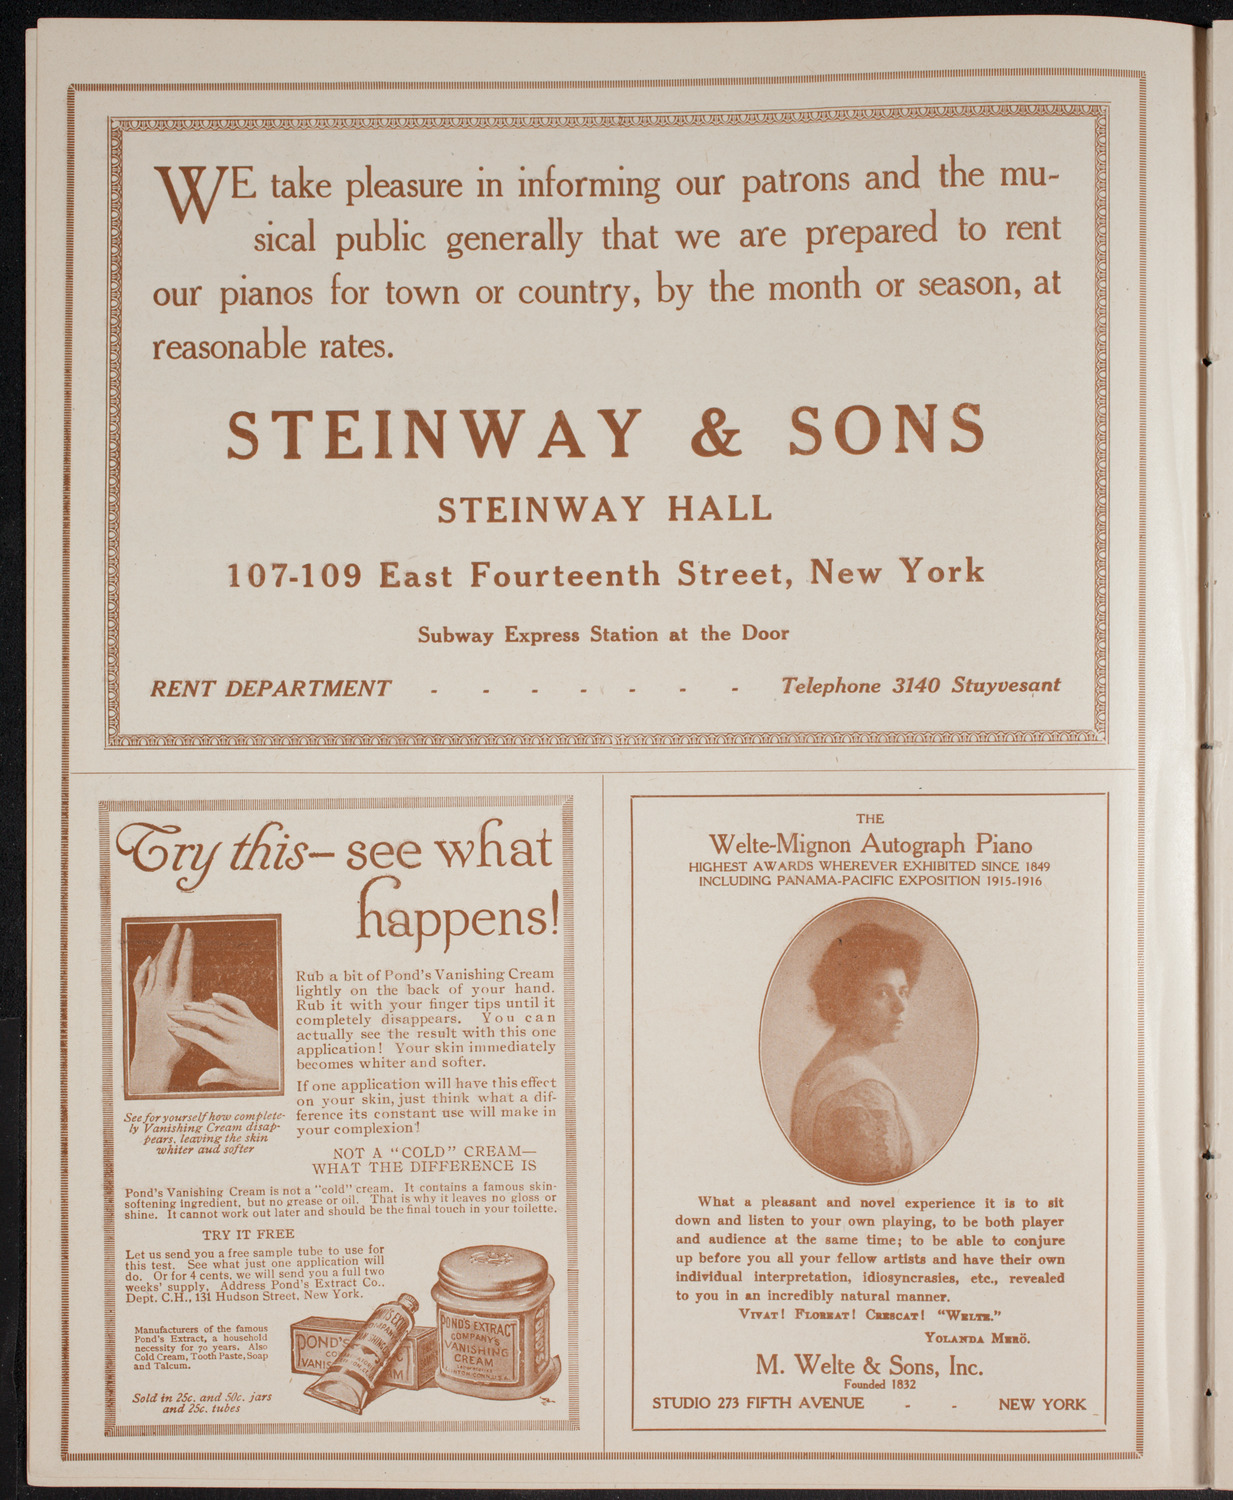 WE take pleasure in informing our patrons and the mu-
sical public generally that we are prepared to rent
our pianos for town or country, by the month or season, at
reasonable rates.
STEINWAY & SONS
STEINWAY HALL
107-109 East Fourteenth Street, New York
Subway Express Station at the Door
RENT DEPARTMENT - - - - - - - Telephone 3140 Stuyvesant
Try this– see what
happens!
Rub a bit of Pond's Vanishing Cream
lightly on the back of your hand.
Rub it with your finger tips until it
completely disappears. You can
actually see the result with this one
application! Your skin immediately
becomes whiter and softer.
If one application will have this effect
on your skin, just think what a dif-
ference its constant use will make in
your complexion!
See for yourself how complete-
ly Vanishing Cream disap-
pears, leaving the skin
whiter and softer
NOT A "COLD" CREAM—
WHAT THE DIFFERENCE IS
Pond's Vanishing Cream is not a "cold" cream. It contains a famous skin-
softening ingredient, but no grease or oil. That is why it leaves no gloss or
shine. It cannot work out later and should be the final touch in your toilette.
TRY IT FREE
Let us send you a free sample tube to use for
this test. See what just one application will
do. Or for 4 cents, we will send you a full two
weeks' supply. Address Pond's Extract Co.,
Dept. C.H., 131 Hudson Street, New York.
Manufacturers of the famous
Pond's Extract, a household
necessity for 70 years. Also
Cold Cream, Tooth Paste, Soap
and Talcum.
Sold in 25c. and 50c. jars
and 25c. tubes
POND'S
VANIS
POND'S EXTRACT
COMPANY'S
VANISHING
CREAM
THE
Welte-Mignon Autograph Piano
HIGHEST AWARDS WHEREVER EXHIBITED SINCE 1849
INCLUDING PANAMA-PACIFIC EXPOSITION 1915-1916
What a pleasant and novel experience it is to sit
down and listen to your own playing, to be both player
and audience at the same time; to be able to conjure
up before you all your fellow artists and have their own
individual interpretation, idiosyncrasies, etc., revealed
to you in an incredibly natural manner.
VIVAT! FLOREAT! CRESCAT! "WELTE."
YOLANDA MERÖ.
M. Welte & Sons, Inc.
Founded 1832
STUDIO 273 FIFTH AVENUE - - NEW YORK